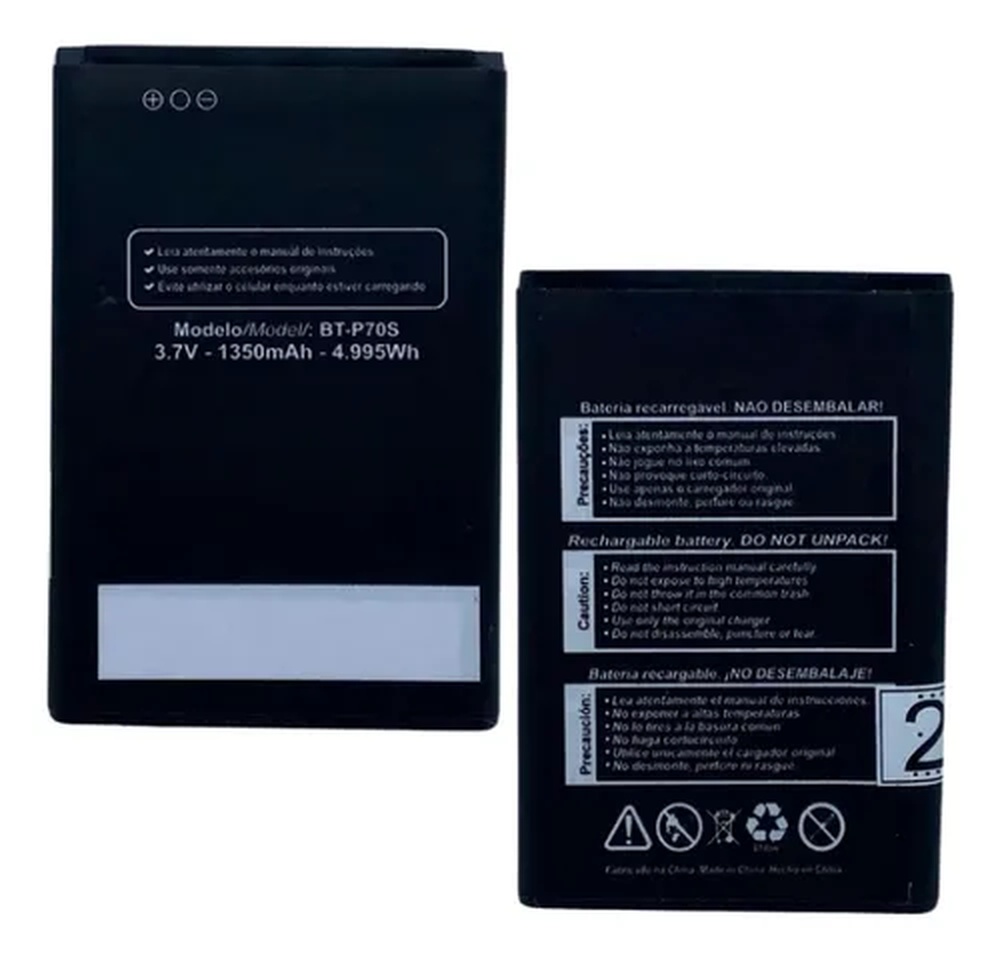 ✔ Leia atentamente o manual de instruções
✔ Use somente accesórios originais
✔ Evite utilizar o celular enquanto estiver carregando
Modelo/Model/: BT-P70S
3.7V - 1350mAh - 4.995Wh
Bateria recarregável. NÃO DESEMBALAR!
Precauções:
• Leia atentamente o manual de instruções
• Não exponha a temperaturas elevadas
• Não jogue no lixo comum
• Não provoque curto-circuito
• Use apenas o carregador original
• Não desmonte, perfure ou rasgue
Rechargable battery. DO NOT UNPACK!
Caution:
• Read the instruction manual carefully
• Do not expose to high temperatures
• Do not throw it in the common trash
• Do not short circuit
• Use only the original charger
• Do not disassemble, puncture or tear.
Bateria recargable. ¡NO DESEMBALAJE!
Precaución:
• Lea atentamente el manual de instrucciones.
• No exponer a altas temperaturas
• No lo tires a la basura común
• No haga cortocircuito
• Utilice únicamente el cargador original
• No desmonte, perfore ni rasgue.
2
Fabricado na China. Made in China. Hecho en China